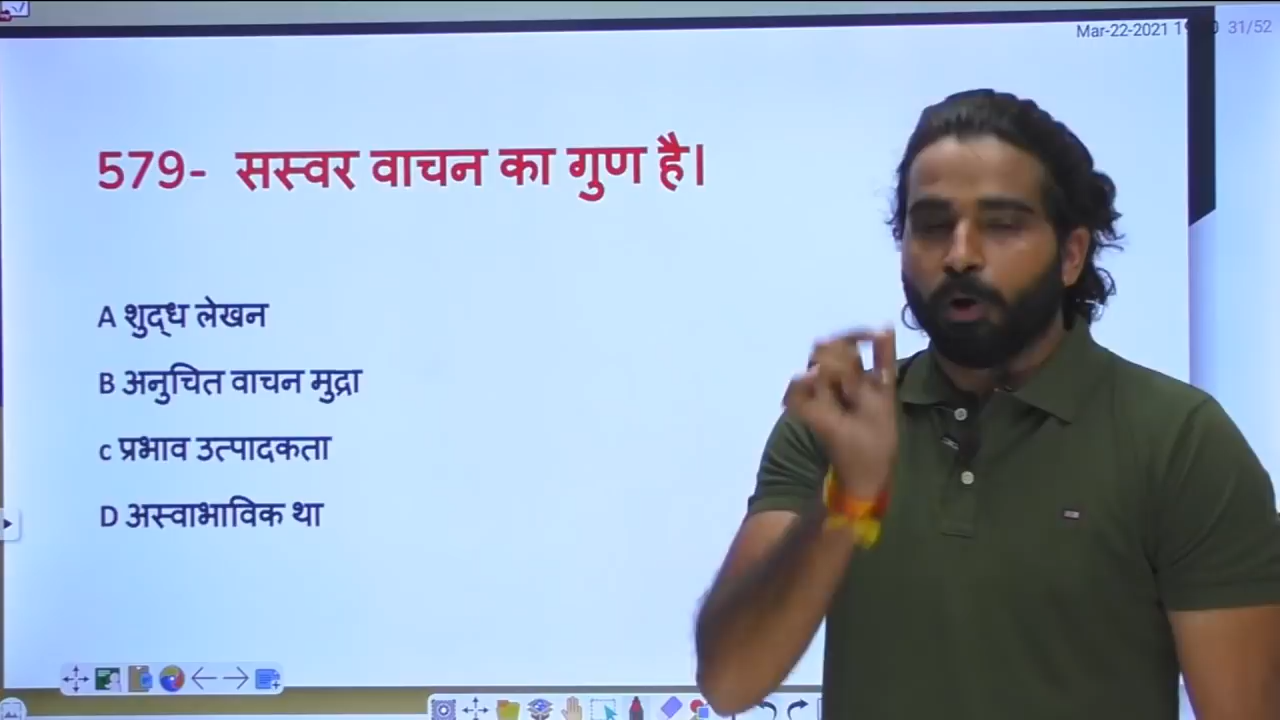 Mar-22-2021 31/52
579- सस्वर वाचन का गुण है।
A शुद्ध लेखन
B अनुचित वाचन मुद्रा
c प्रभाव उत्पादकता
D अस्वाभाविक था